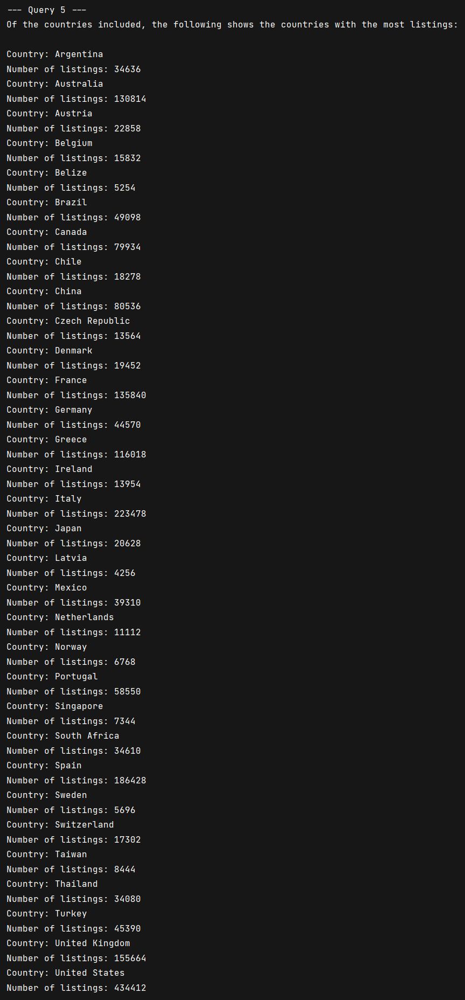 --- Query 5 ---
Of the countries included, the following shows the countries with the most listings:
Country: Argentina
Number of listings: 34636
Country: Australia
Number of listings: 130814
Country: Austria
Number of listings: 22858
Country: Belgium
Number of listings: 15832
Country: Belize
Number of listings: 5254
Country: Brazil
Number of listings: 49098
Country: Canada
Number of listings: 79934
Country: Chile
Number of listings: 18278
Country: China
Number of listings: 80536
Country: Czech Republic
Number of listings: 13564
Country: Denmark
Number of listings: 19452
Country: France
Number of listings: 135840
Country: Germany
Number of listings: 44570
Country: Greece
Number of listings: 116018
Country: Ireland
Number of listings: 13954
Country: Italy
Number of listings: 223478
Country: Japan
Number of listings: 20628
Country: Latvia
Number of listings: 4256
Country: Mexico
Number of listings: 39310
Country: Netherlands
Number of listings: 11112
Country: Norway
Number of listings: 6768
Country: Portugal
Number of listings: 58550
Country: Singapore
Number of listings: 7344
Country: South Africa
Number of listings: 34610
Country: Spain
Number of listings: 186428
Country: Sweden
Number of listings: 5696
Country: Switzerland
Number of listings: 17302
Country: Taiwan
Number of listings: 8444
Country: Thailand
Number of listings: 34080
Country: Turkey
Number of listings: 45390
Country: United Kingdom
Number of listings: 155664
Country: United States
Number of listings: 434412